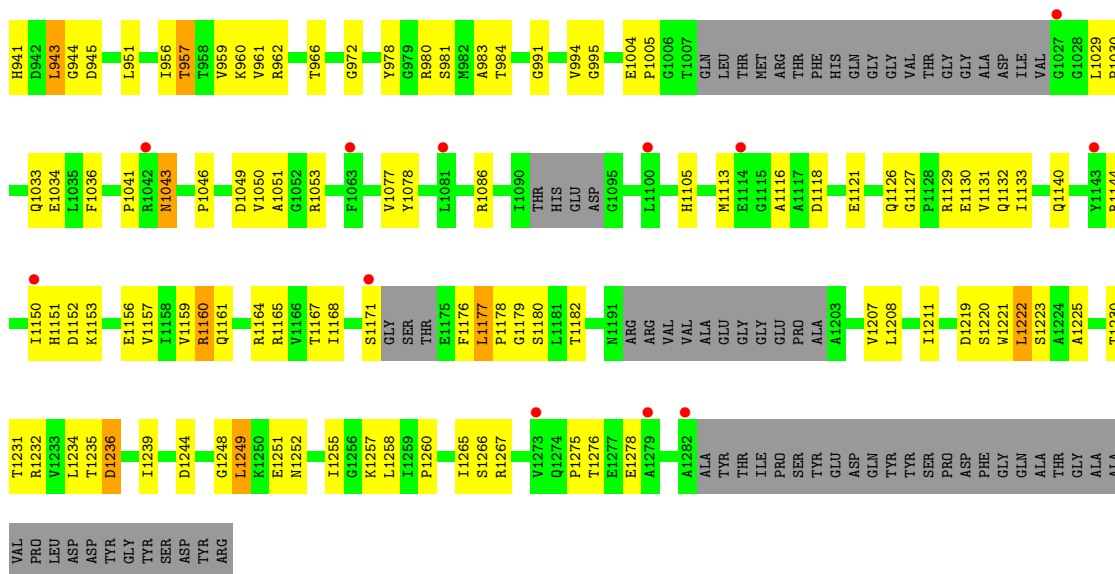 H941 D942 L943 G944 D945 L951 I956 T957 T958 V959 K960 V961 R962 T966 G972 Y978 G979 R980 S981 M982 A983 T984 G991 V994 G995 E1004 P1005 G1006 T1007 GLN LEU THR MET ARG THR PHE HIS GLN GLY GLY VAL THR GLY GLY ALA ASP ILE VAL G1027 G1028 L1029
Q1033 E1034 L1035 F1036 P1041 R1042 N1043 P1046 D1049 V1050 A1051 G1052 R1053 F1063 V1077 Y1078 L1081 R1086 I1090 THR HIS GLU ASP G1095 L1100 H1105 M1113 E1114 G1115 A1116 A1117 D1118 E1121 Q1126 G1127 P1128 R1129 E1130 V1131 Q1132 I1133 Q1140 Y1143
I1150 H1151 D1152 K1153 E1156 V1157 I1158 V1159 R1160 Q1161 R1164 R1165 V1166 T1167 I1168 S1171 GLY SER THR E1175 F1176 L1177 P1178 G1179 S1180 L1181 T1182 N1191 ARG ARG VAL VAL ALA GLU GLY GLY GLU PRO ALA A1203 V1207 L1208 I1211 D1219 S1220 W1221 L1222 S1223 A1224 A1225 T1230
T1231 R1232 V1233 L1234 T1235 D1236 I1239 D1244 G1248 L1249 K1250 E1251 N1252 I1255 G1256 K1257 L1258 I1259 P1260 I1265 S1266 R1267 V1273 Q1274 P1275 T1276 E1277 E1278 A1279 A1282 ALA TYR THR ILE PRO SER TYR GLU ASP GLN TYR TYR SER PRO ASP PHE GLY GLN ALA THR GLY ALA ALA
VAL PRO LEU ASP ASP TYR GLY TYR SER ASP TYR ARG